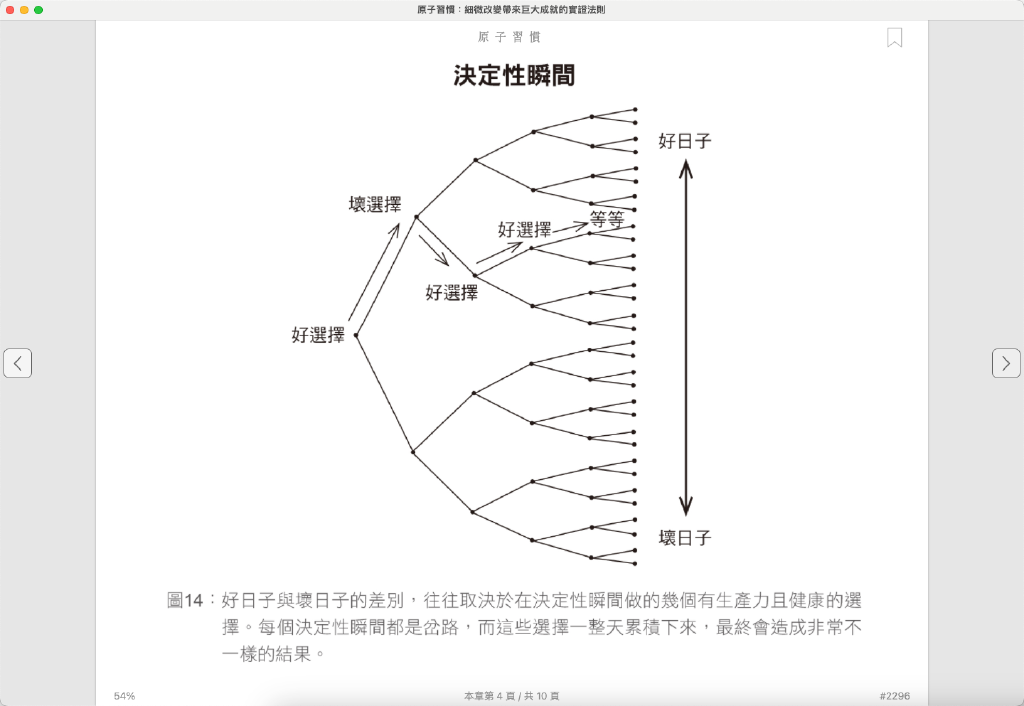 原子習慣：細微改變帶來巨大成就的實證法則
原子習慣
決定性瞬間
好日子
壞選擇
等等
好選擇
好選擇
好選擇
壞日子
圖14：好日子與壞日子的差別，往往取決於在決定性瞬間做的幾個有生產力且健康的選
擇。每個決定性瞬間都是岔路，而這些選擇一整天累積下來，最終會造成非常不
一樣的結果。
54%
本章第 4 頁 / 共 10 頁
#2296